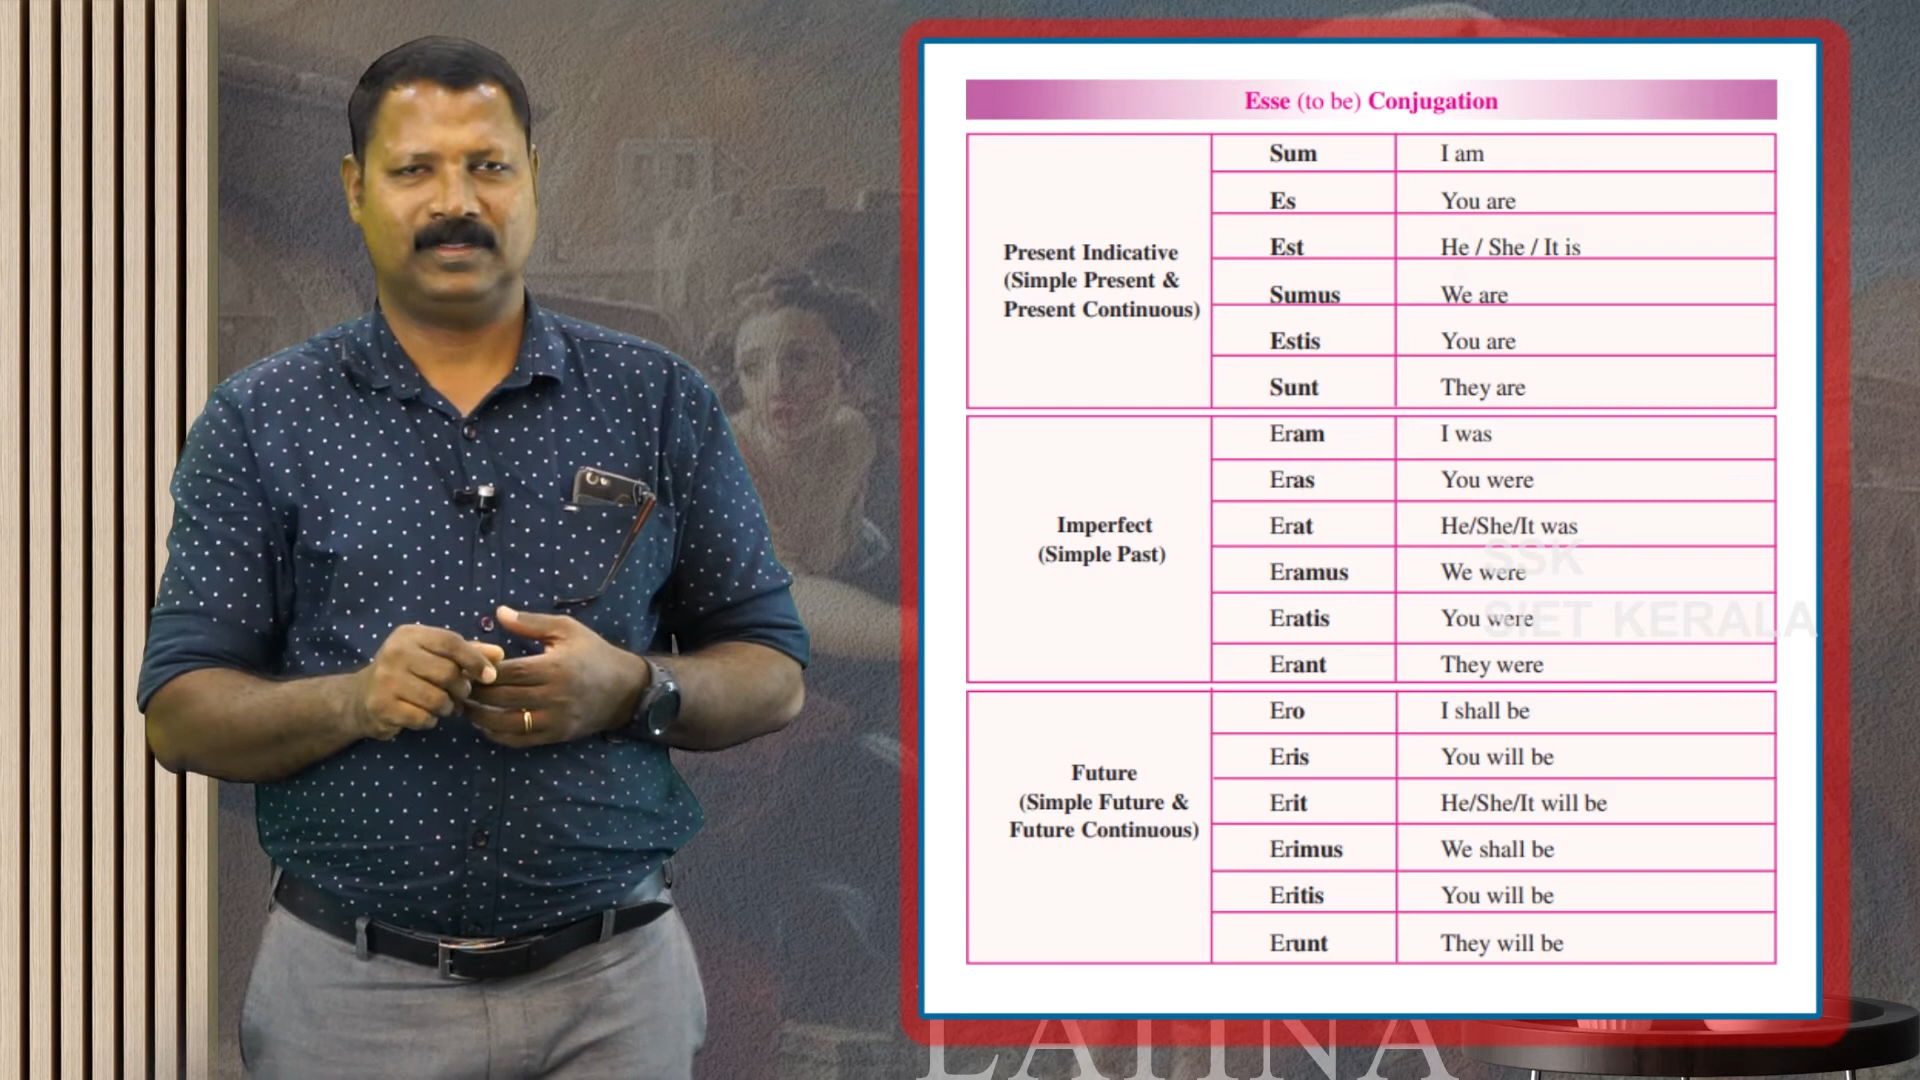 Esse (to be) Conjugation
Present Indicative
(Simple Present &
Present Continuous)
Sum I am
Es You are
Est He / She / It is
Sumus We are
Estis You are
Sunt They are
Imperfect
(Simple Past)
Eram I was
Eras You were
Erat He/She/It was
Eramus We were
Eratis You were
Erant They were
Future
(Simple Future &
Future Continuous)
Ero I shall be
Eris You will be
Erit He/She/It will be
Erimus We shall be
Eritis You will be
Erunt They will be
SSK
SIET KERALA
LATINA